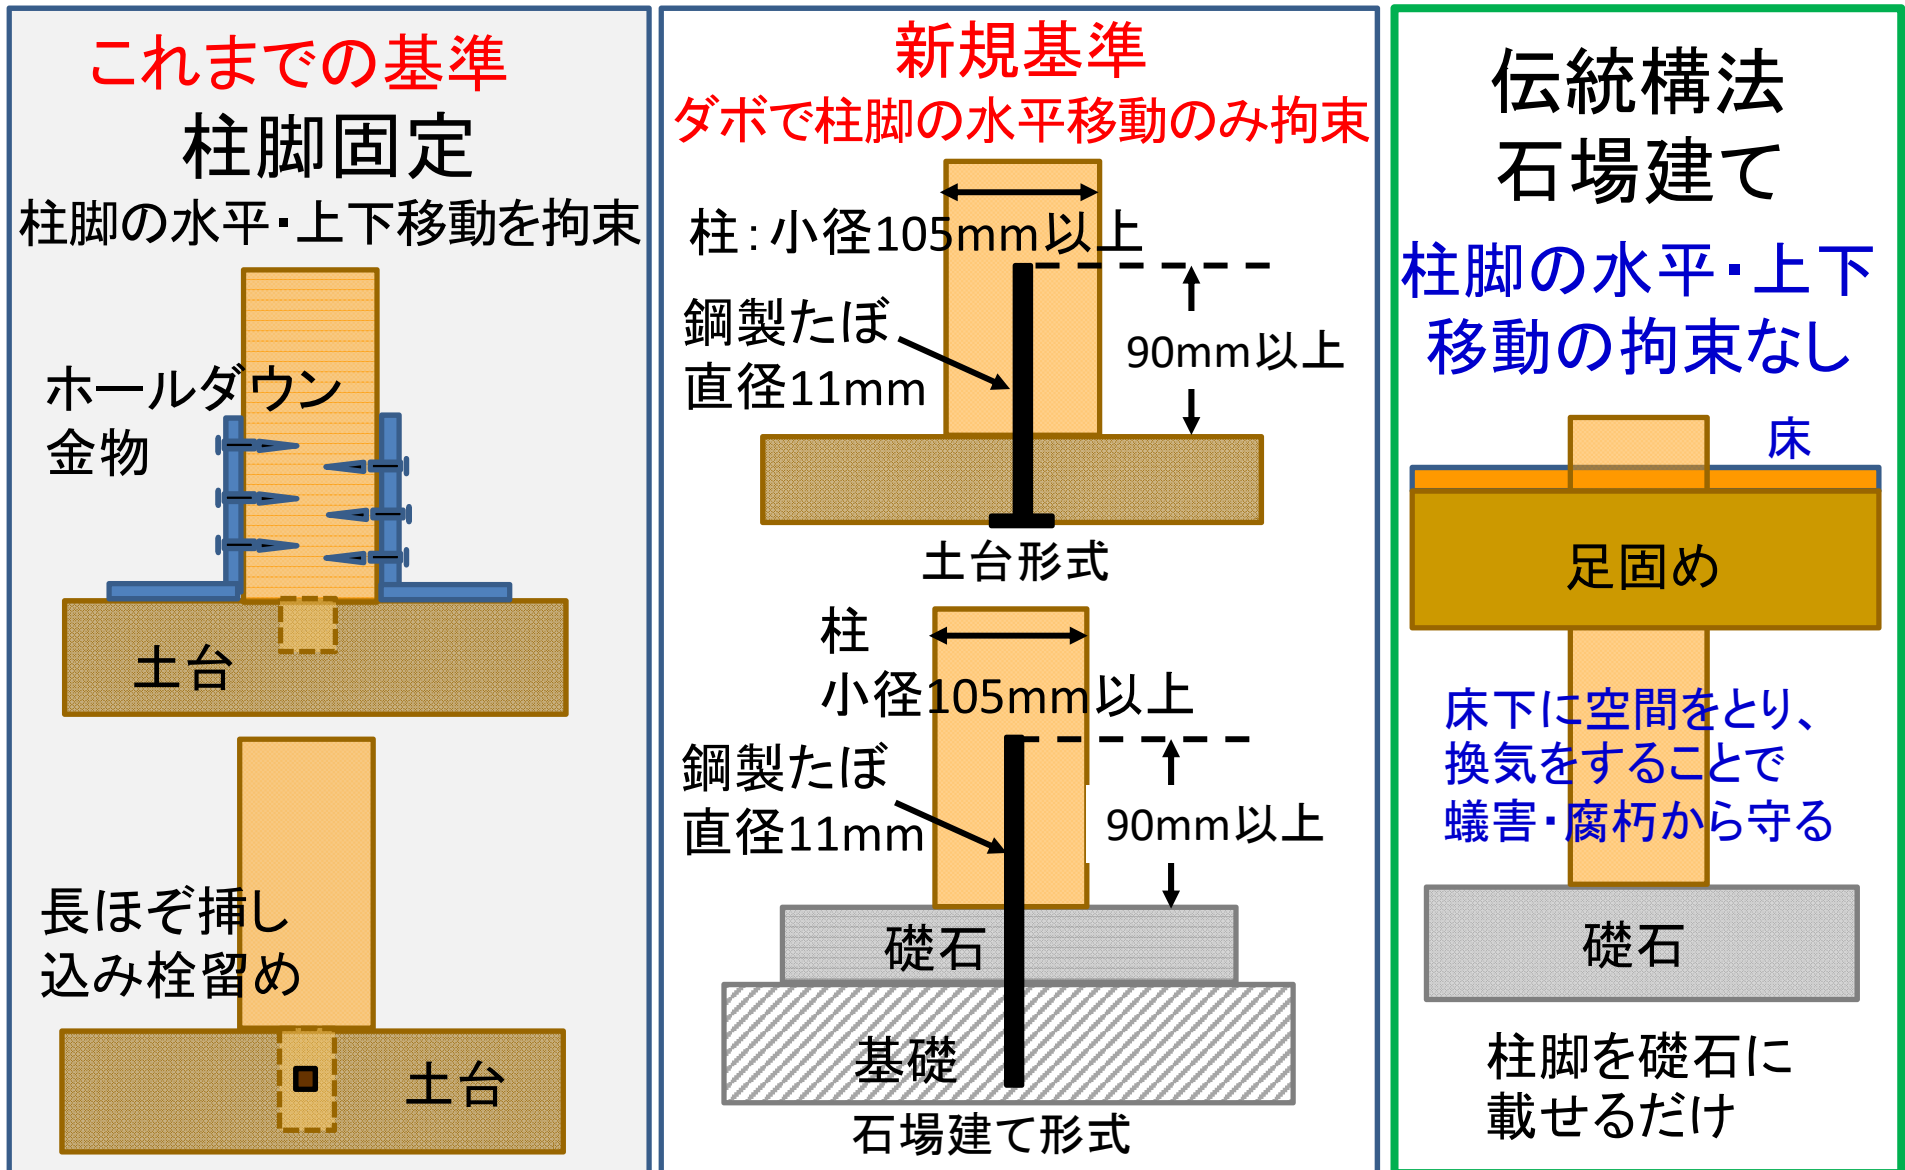 これまでの基準
柱脚固定
柱脚の水平・上下移動を拘束
ホールダウン
金物
土台
長ほぞ挿し
込み栓留め
土台
新規基準
ダボで柱脚の水平移動のみ拘束
柱:小径105mm以上
鋼製たぼ
直径11mm
90mm以上
土台形式
柱
小径105mm以上
鋼製たぼ
直径11mm
90mm以上
礎石
基礎
石場建て形式
伝統構法
石場建て
柱脚の水平・上下
移動の拘束なし
床
足固め
床下に空間をとり、
換気をすることで
蟻害・腐朽から守る
礎石
柱脚を礎石に
載せるだけ